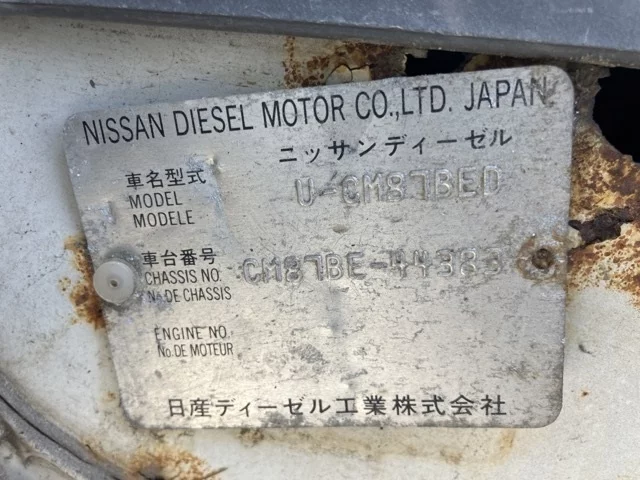 NISSAN DIESEL MOTOR CO.,LTD. JAPAN
ニッサンディーゼル
車名型式
MODEL
MODELE
U-CM87BED
車台番号
CHASSIS NO.
No.DE CHASSIS
CM87BE-44383
ENGINE NO.
No.DE MOTEUR
日産ディーゼル工業株式会社